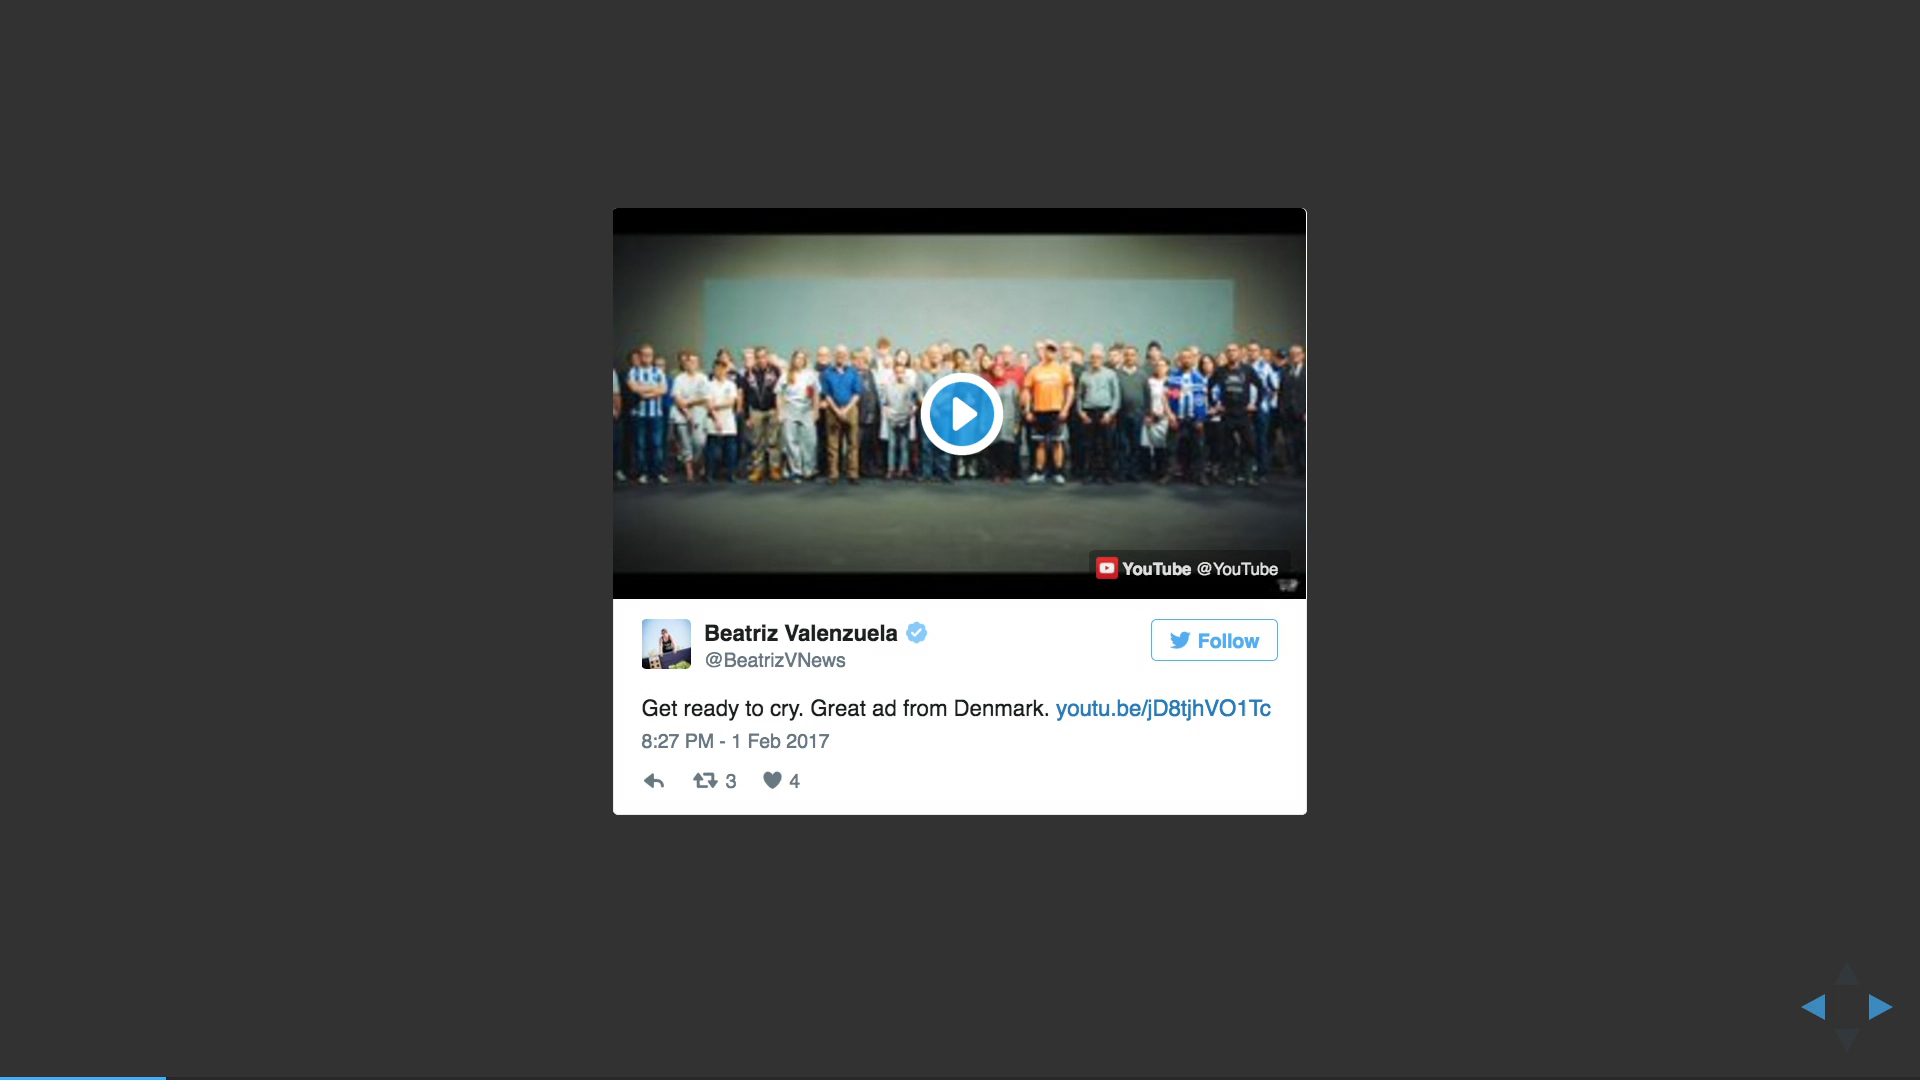 YouTube @YouTube
Beatriz Valenzuela
@BeatrizVNews
Follow
Get ready to cry. Great ad from Denmark. youtu.be/jD8tjhVO1Tc
8:27 PM - 1 Feb 2017
3 4